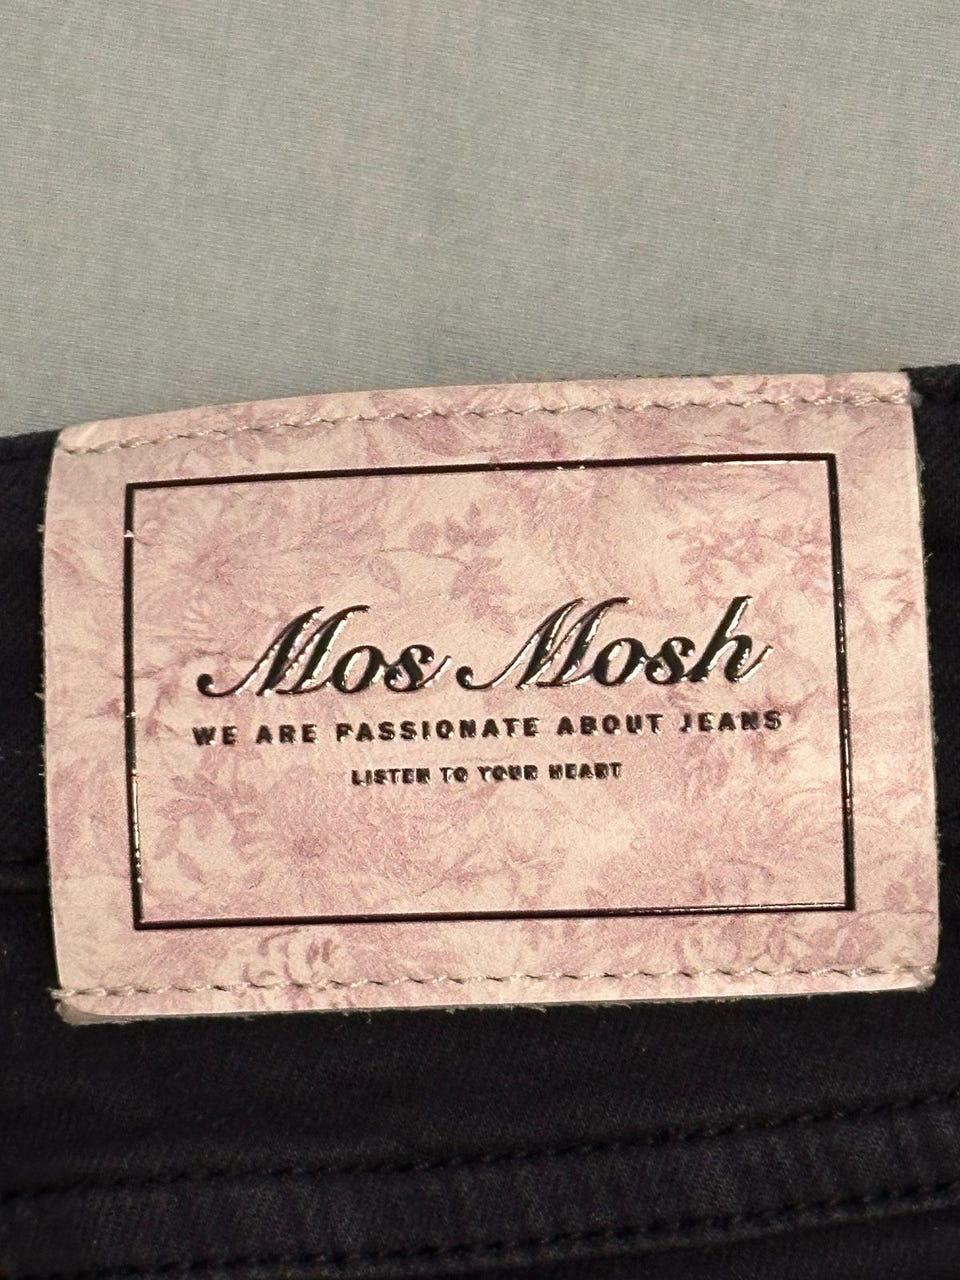 Mos Mosh
WE ARE PASSIONATE ABOUT JEANS
LISTEN TO YOUR HEART